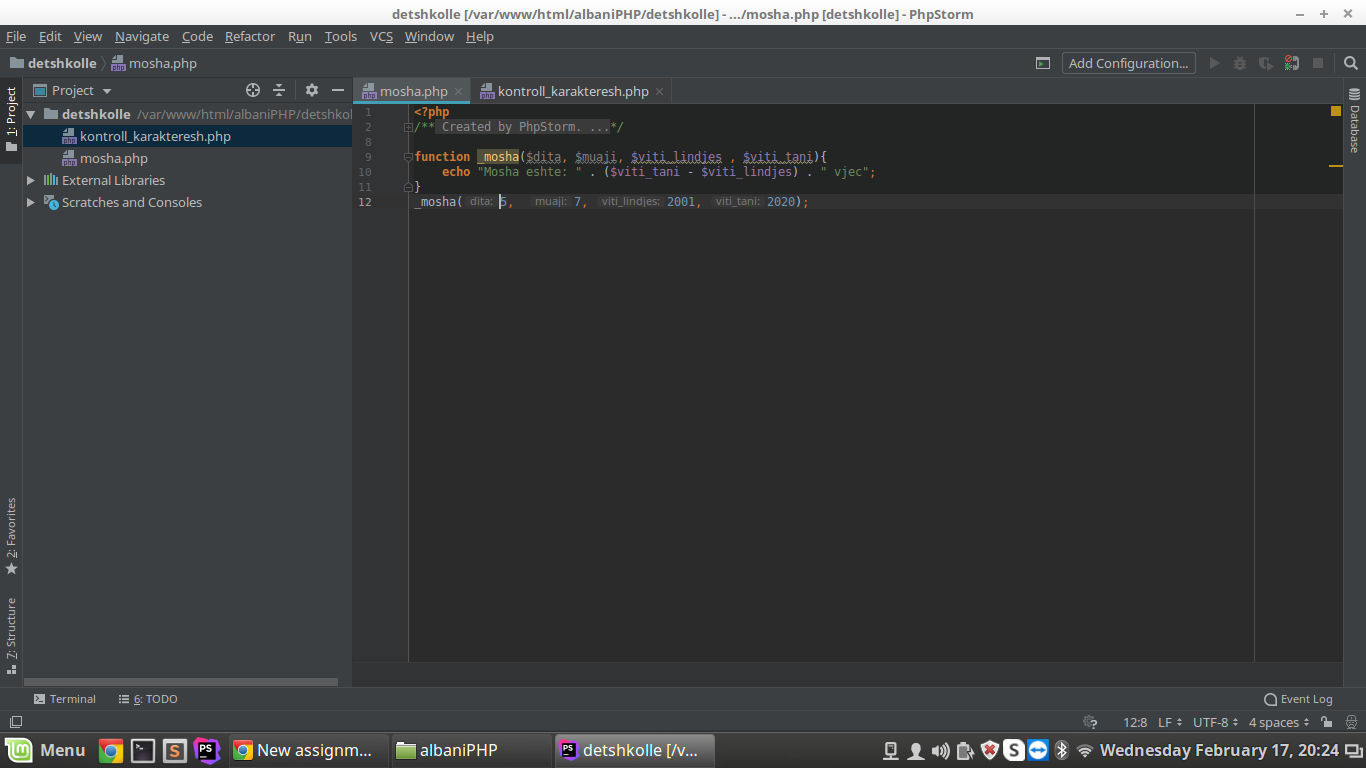 detshkolle [/var/www/html/albaniPHP/detshkolle] - .../mosha.php [detshkolle] - PhpStorm
File Edit View Navigate Code Refactor Run Tools VCS Window Help
detshkolle mosha.php Add Configuration...
1: Project
Project
mosha.php kontroll_karakteresh.php
detshkolle /var/www/html/albaniPHP/detshkol
kontroll_karakteresh.php
mosha.php
External Libraries
Scratches and Consoles
1 <?php
2 /** Created by PhpStorm. ...*/
8
9 function _mosha($dita, $muaji, $viti_lindjes , $viti_tani){
10 echo "Mosha eshte: " . ($viti_tani - $viti_lindjes) . " vjec";
11 }
12 _mosha( dita: 5, muaji: 7, viti_lindjes: 2001, viti_tani: 2020);
Database
2: Favorites
7: Structure
Terminal 6: TODO Event Log
12:8 LF UTF-8 4 spaces
Menu PS New assignm... albaniPHP PS detshkolle [/v... Wednesday February 17, 20:24